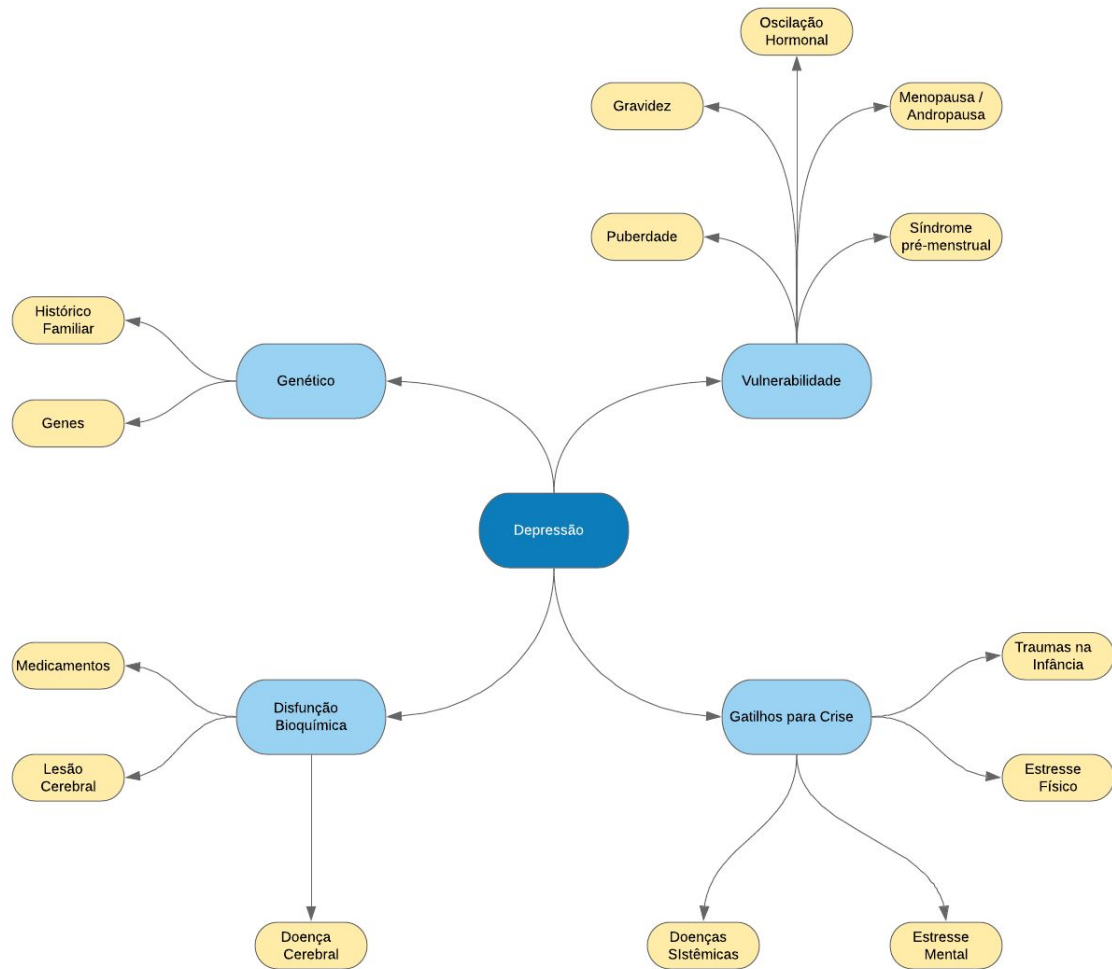 Oscilação
Hormonal
Gravidez
Menopausa /
Andropausa
Puberdade
Síndrome
pré-menstrual
Histórico
Familiar
Genético
Vulnerabilidade
Genes
Depressão
Medicamentos
Traumas na
Infância
Disfunção
Bioquímica
Gatilhos para Crise
Lesão
Cerebral
Estresse
Físico
Doença
Cerebral
Doenças
SIstêmicas
Estresse
Mental